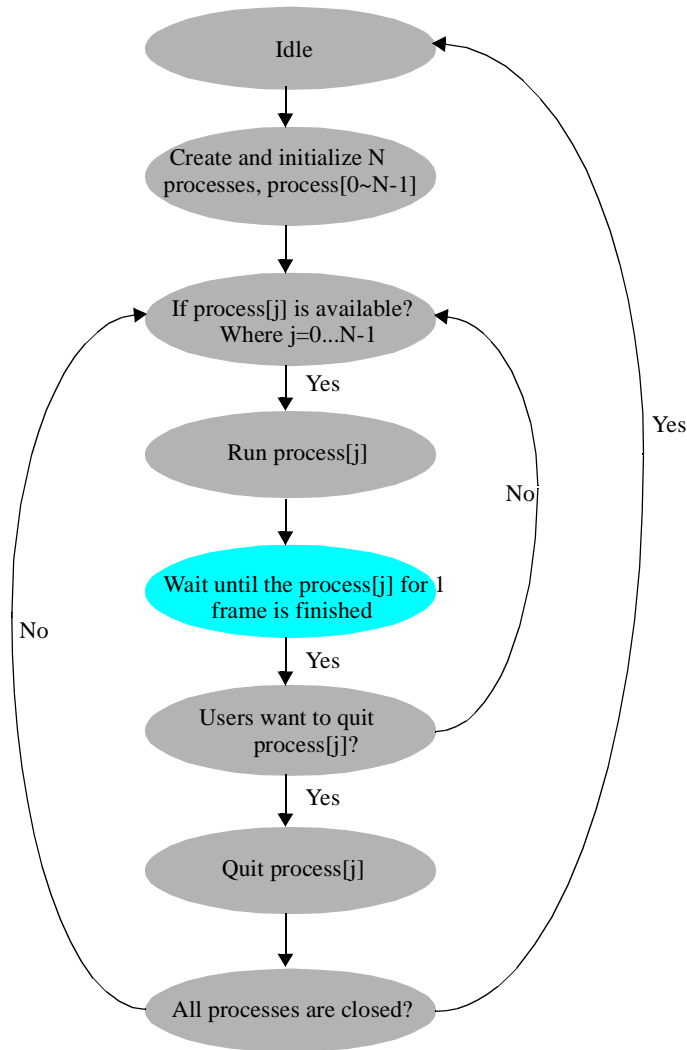 Idle
Create and initialize N
processes, process[0~N-1]
If process[j] is available?
Where j=0...N-1
Yes
Yes
Run process[j]
No
Wait until the process[j] for 1
frame is finished
No
Yes
Users want to quit
process[j]?
Yes
Quit process[j]
All processes are closed?